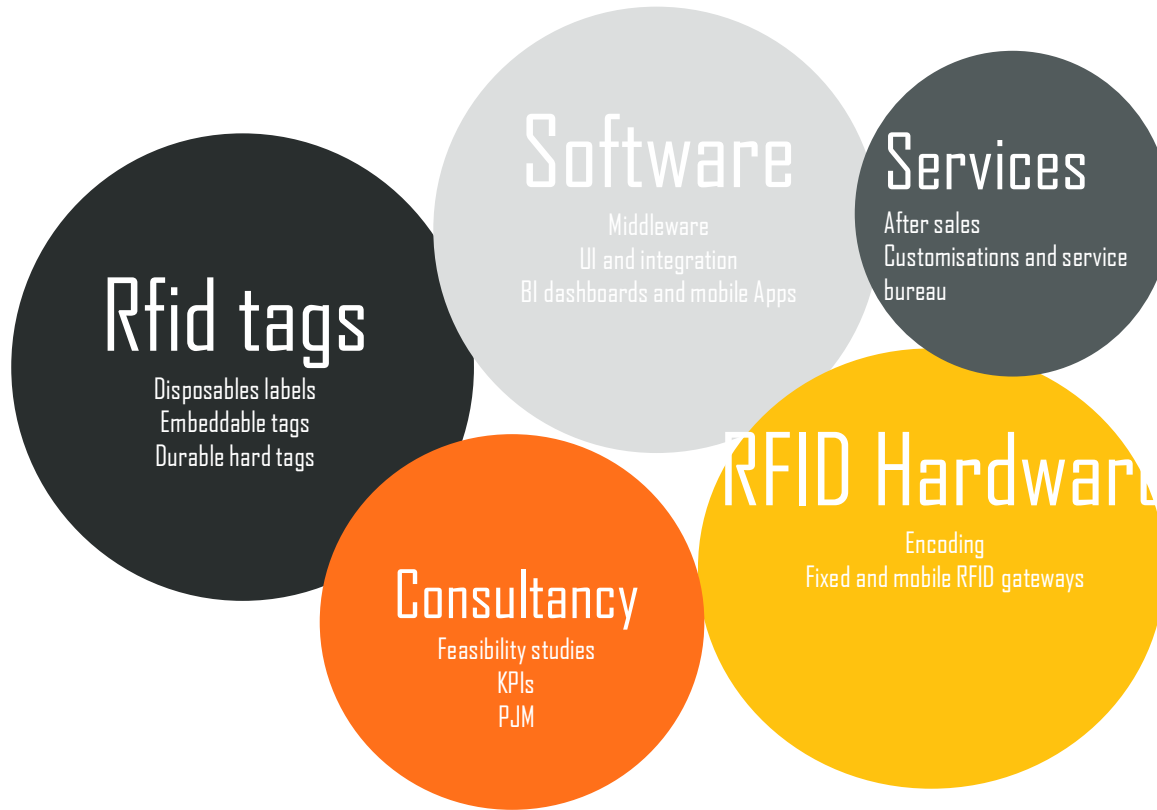 Software
Middleware
UI and integration
BI dashboards and mobile Apps
Services
After sales
Customisations and service
bureau
Rfid tags
Disposables labels
Embeddable tags
Durable hard tags
RFID Hardware
Encoding
Fixed and mobile RFID gateways
Consultancy
Feasibility studies
KPIs
PJM